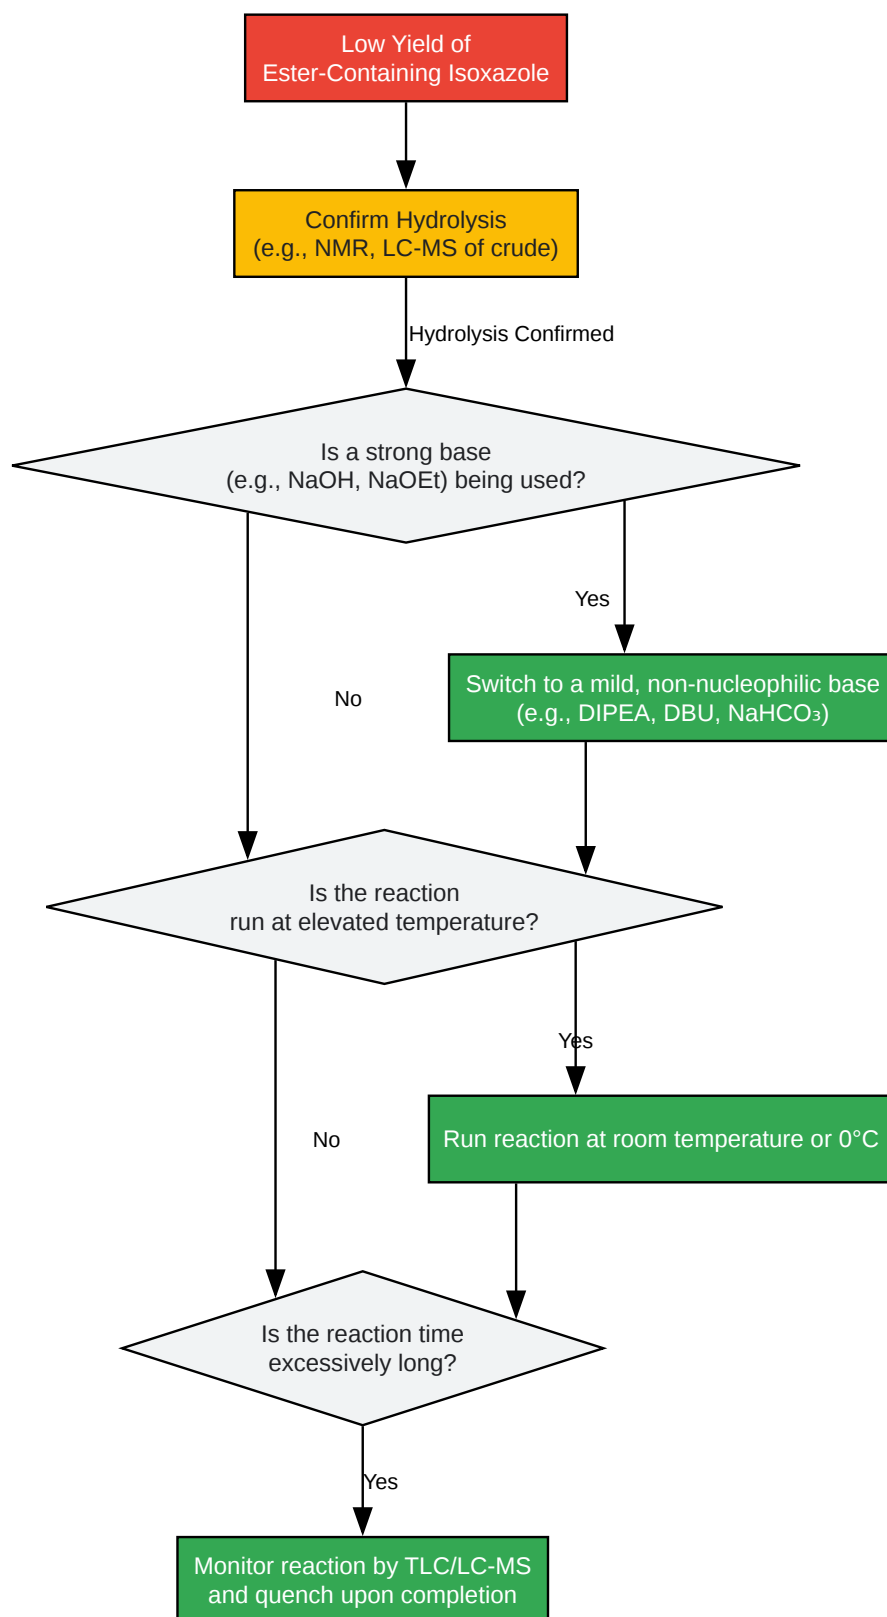 Low Yield of
Ester-Containing Isoxazole
Confirm Hydrolysis
(e.g., NMR, LC-MS of crude)
Hydrolysis Confirmed
Is a strong base
(e.g., NaOH, NaOEt) being used?
Yes
No
Switch to a mild, non-nucleophilic base
(e.g., DIPEA, DBU, NaHCO₃)
Is the reaction
run at elevated temperature?
Yes
No
Run reaction at room temperature or 0°C
Is the reaction time
excessively long?
Yes
Monitor reaction by TLC/LC-MS
and quench upon completion